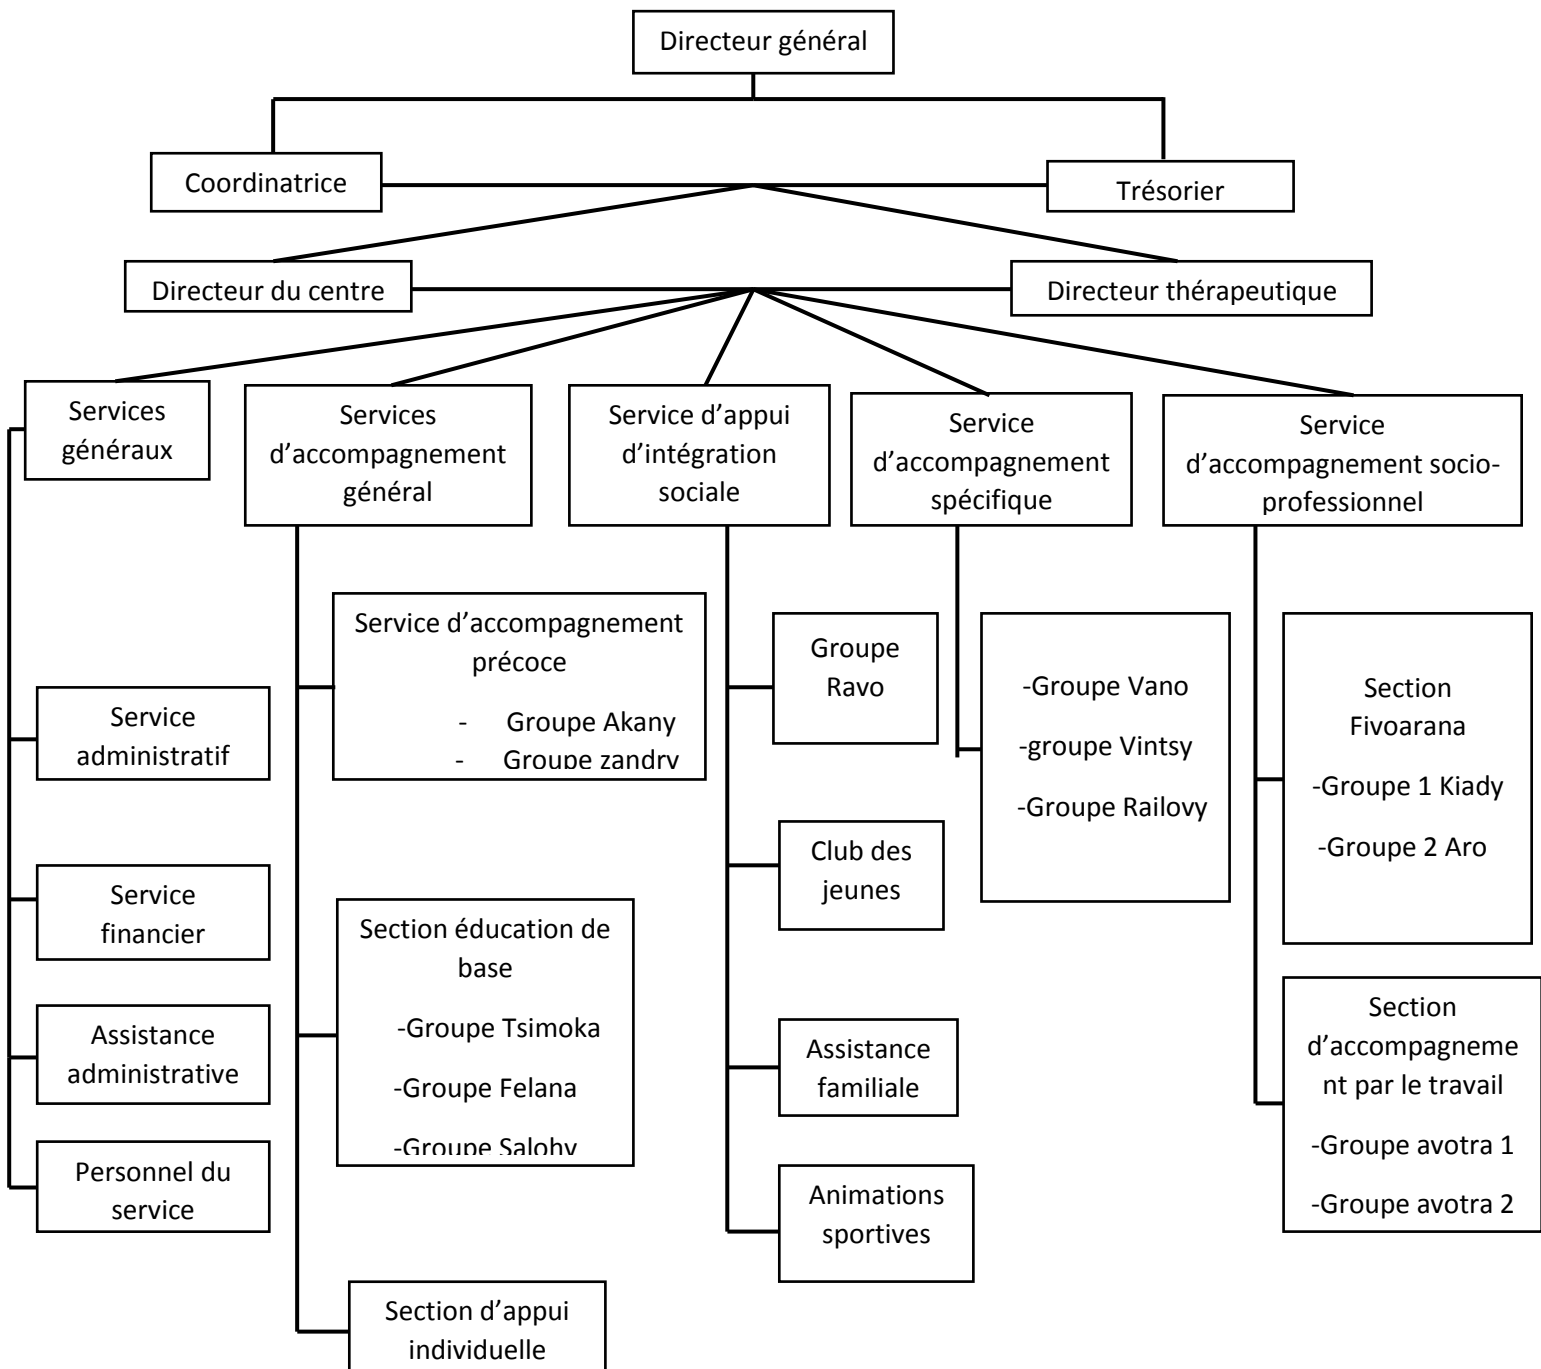 Directeur général
Coordinatrice
Trésorier
Directeur du centre
Directeur thérapeutique
Services
généraux
Services
d’accompagnement
général
Service d’appui
d’intégration
sociale
Service
d’accompagnement
spécifique
Service
d’accompagnement socio-
professionnel
Service
administratif
Service
financier
Assistance
administrative
Personnel du
service
Service d’accompagnement
précoce
- Groupe Akany
- Groupe zandry
Section éducation de
base
-Groupe Tsimoka
-Groupe Felana
-Groupe Salohy
Section d’appui
individuelle
Groupe
Ravo
Club des
jeunes
Assistance
familiale
Animations
sportives
-Groupe Vano
-groupe Vintsy
-Groupe Railovy
Section
Fivoarana
-Groupe 1 Kiady
-Groupe 2 Aro
Section
d’accompagneme
nt par le travail
-Groupe avotra 1
-Groupe avotra 2